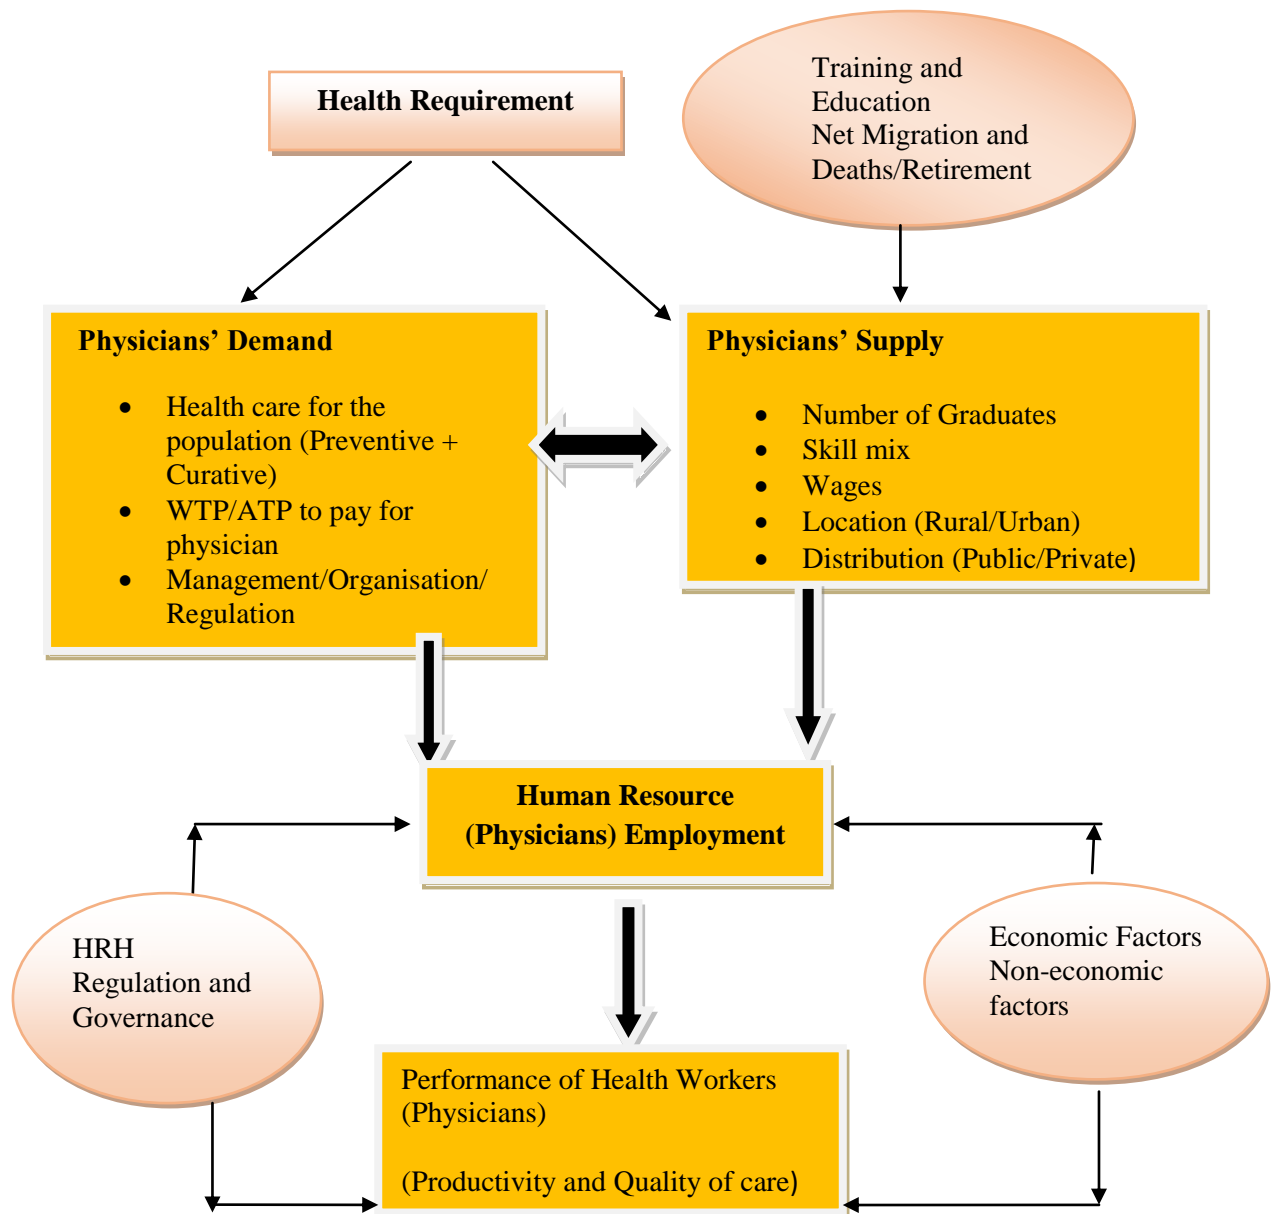 Health Requirement
Training and
Education
Net Migration and
Deaths/Retirement
Physicians’ Demand
• Health care for the
population (Preventive +
Curative)
• WTP/ATP to pay for
physician
• Management/Organisation/
Regulation
Physicians’ Supply
• Number of Graduates
• Skill mix
• Wages
• Location (Rural/Urban)
• Distribution (Public/Private)
Human Resource
(Physicians) Employment
HRH
Regulation and
Governance
Economic Factors
Non-economic
factors
Performance of Health Workers
(Physicians)
(Productivity and Quality of care)